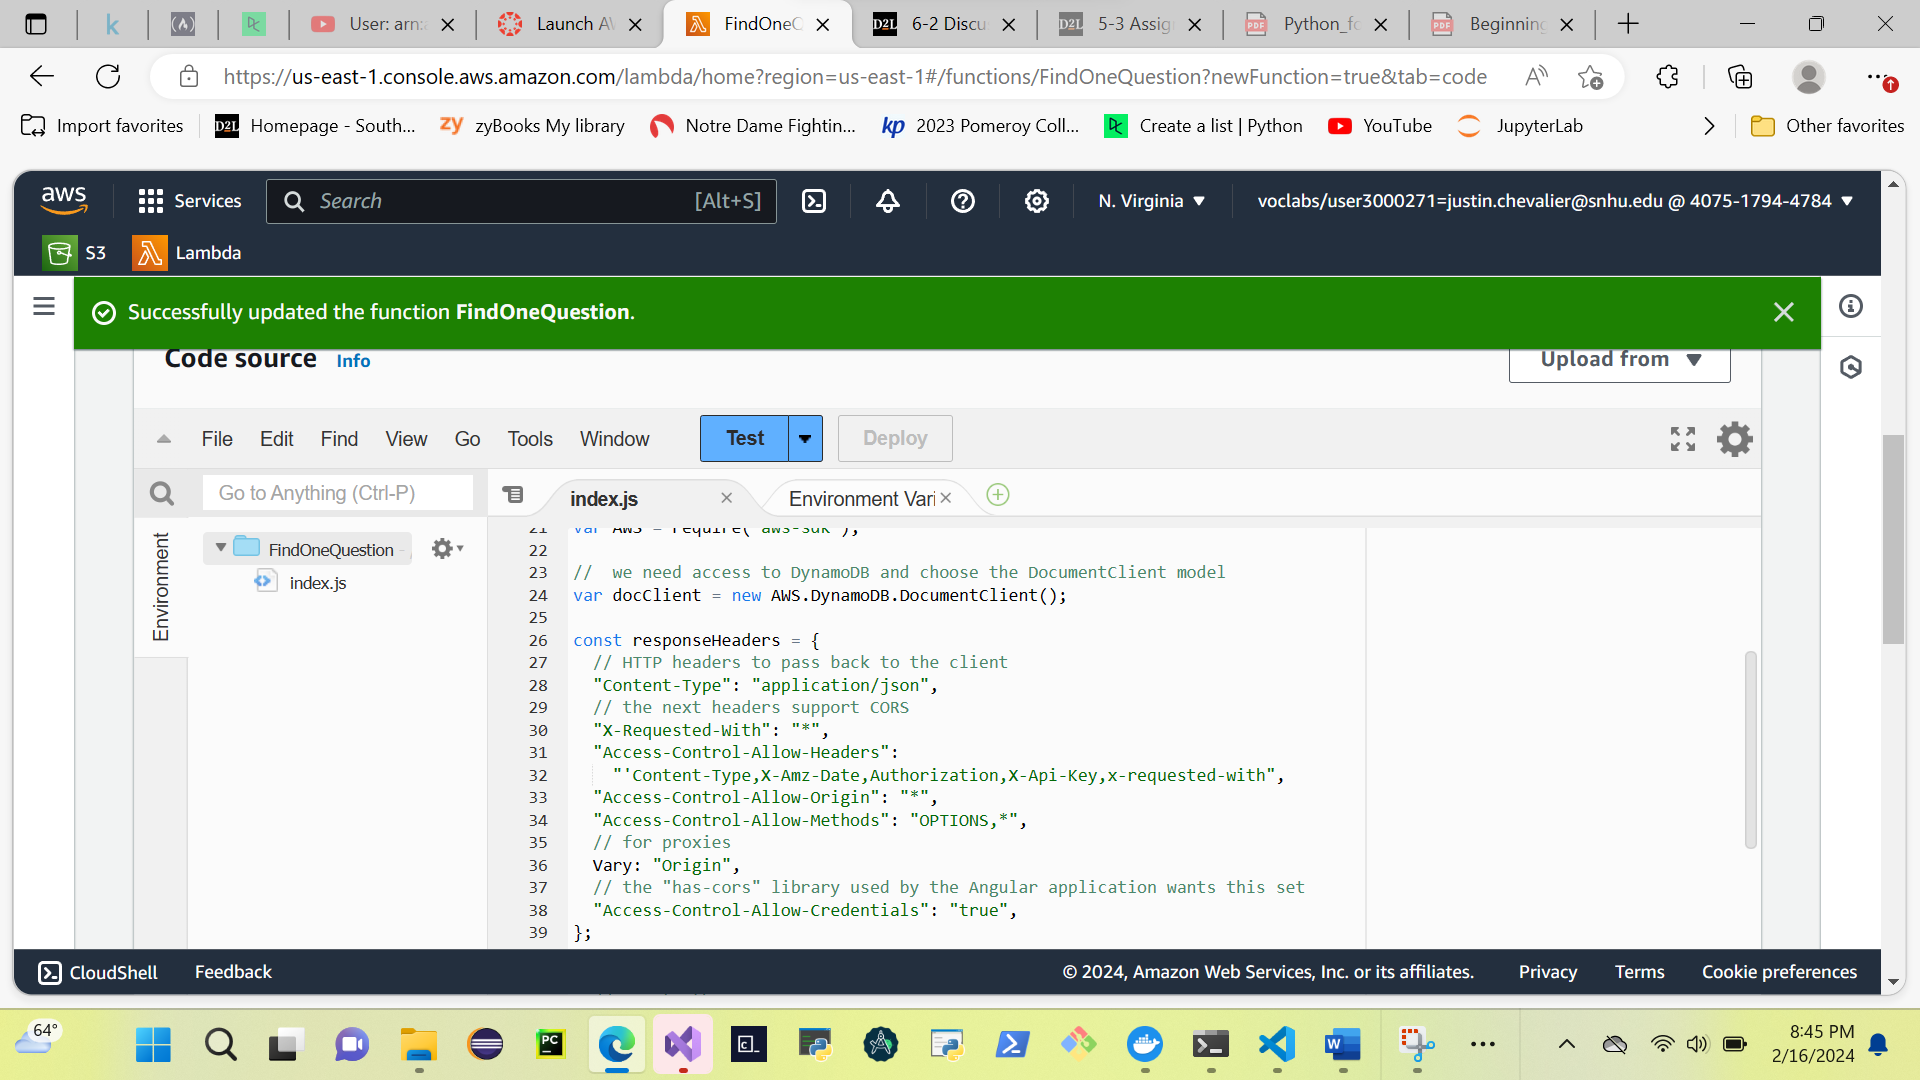 User: arn:
Launch A
FindOneC
D2L 6-2 Discu
D2L 5-3 Assig
PDF Python_fo
PDF Beginning
https://us-east-1.console.aws.amazon.com/lambda/home?region=us-east-1#/functions/FindOneQuestion?newFunction=true&tab=code
Import favorites
D2L Homepage - South...
zy zyBooks My library
Notre Dame Fightin...
kp 2023 Pomeroy Coll...
Create a list | Python
YouTube
JupyterLab
Other favorites
aws
Services
Search [Alt+S]
N. Virginia
voclabs/user3000271=justin.chevalier@snhu.edu @ 4075-1794-4784
S3
Lambda
Successfully updated the function FindOneQuestion.
Code source Info
Upload from
File Edit Find View Go Tools Window Test Deploy
Go to Anything (Ctrl-P)
index.js
Environment Vari
Environment
FindOneQuestion
index.js
21 var AWS = require('aws-sdk');
22
23 //  we need access to DynamoDB and choose the DocumentClient model
24 var docClient = new AWS.DynamoDB.DocumentClient();
25
26 const responseHeaders = {
27 // HTTP headers to pass back to the client
28 "Content-Type": "application/json",
29 // the next headers support CORS
30 "X-Requested-With": "*",
31 "Access-Control-Allow-Headers":
32 "'Content-Type,X-Amz-Date,Authorization,X-Api-Key,x-requested-with",
33 "Access-Control-Allow-Origin": "*",
34 "Access-Control-Allow-Methods": "OPTIONS,*",
35 // for proxies
36 Vary: "Origin",
37 // the "has-cors" library used by the Angular application wants this set
38 "Access-Control-Allow-Credentials": "true",
39 };
CloudShell
Feedback
© 2024, Amazon Web Services, Inc. or its affiliates.
Privacy
Terms
Cookie preferences
64°
PC
8:45 PM
2/16/2024